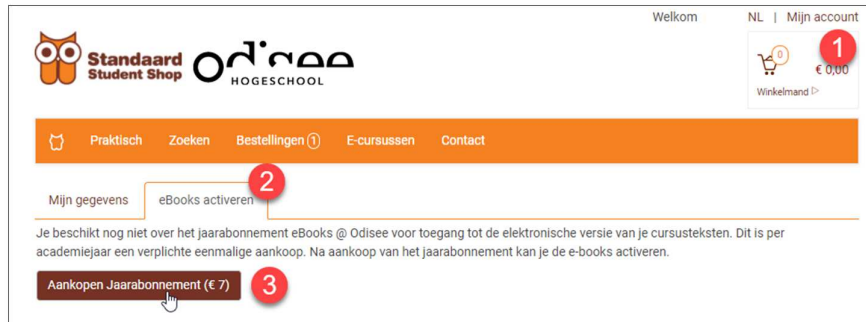 Welkom NL | Mijn account
Standaard
Student Shop
Odisee
HOGESCHOOL
0
1
€ 0,00
Winkelmand
Praktisch Zoeken Bestellingen 1 E-cursussen Contact
2
Mijn gegevens eBooks activeren
Je beschikt nog niet over het jaarabonnement eBooks @ Odisee voor toegang tot de elektronische versie van je cursusteksten. Dit is per
academiejaar een verplichte eenmalige aankoop. Na aankoop van het jaarabonnement kan je de e-books activeren.
Aankopen Jaarabonnement (€ 7) 3